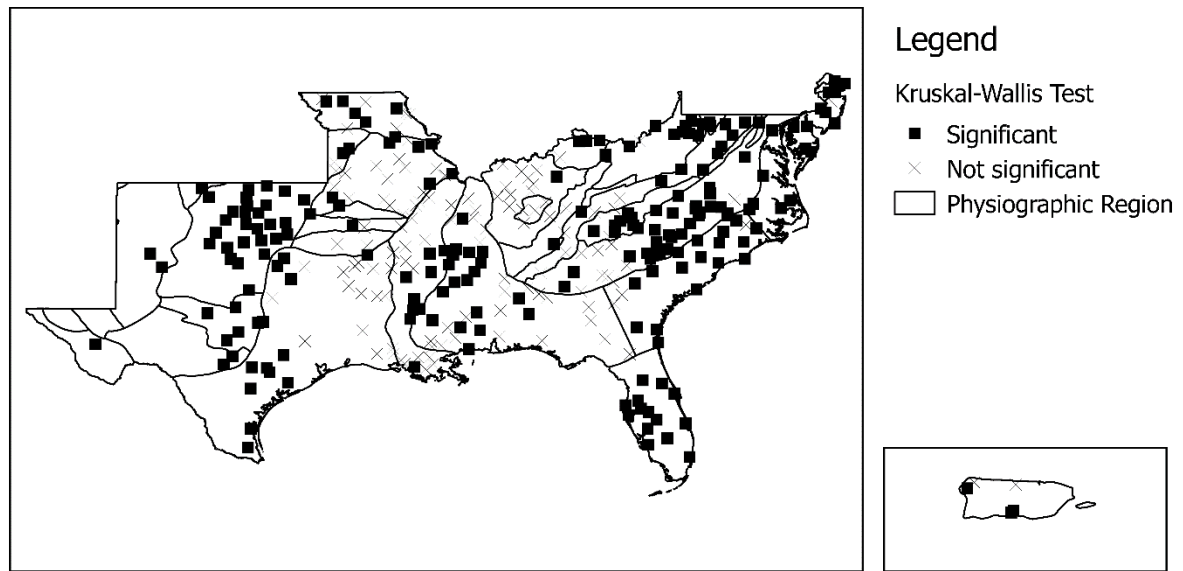 Legend
Kruskal-Wallis Test
Significant
Not significant
Physiographic Region